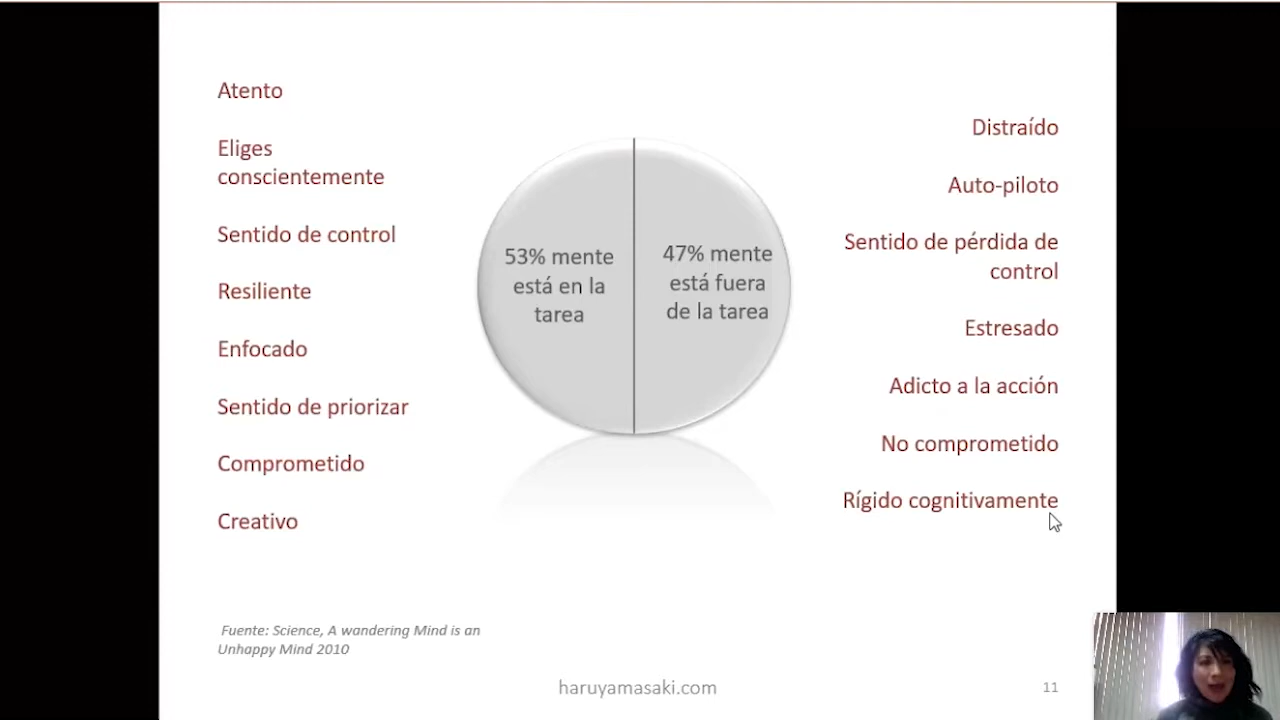 Atento
Eliges
conscientemente
Sentido de control
Resiliente
Enfocado
Sentido de priorizar
Comprometido
Creativo
53% mente
está en la
tarea
47% mente
está fuera
de la tarea
Distraído
Auto-piloto
Sentido de pérdida de
control
Estresado
Adicto a la acción
No comprometido
Rígido cognitivamente
Fuente: Science, A wandering Mind is an
Unhappy Mind 2010
haruyamasaki.com
11